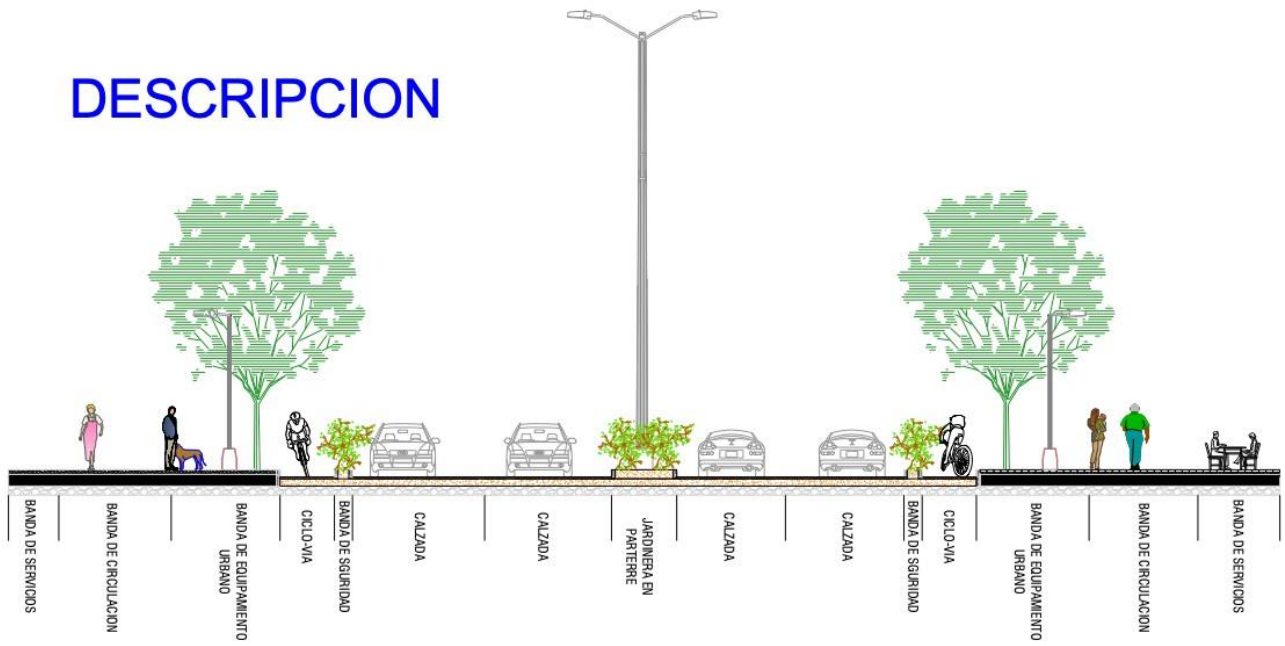 DESCRIPCION
BANDA DE SERVICIOS
BANDA DE CIRCULACION
BANDA DE EQUIPAMIENTO
URBANO
CICLO-VIA
BANDA DE SGURIDAD
CALZADA
CALZADA
JARDINERA EN
PARTERRE
CALZADA
CALZADA
BANDA DE SGURIDAD
CICLO-VIA
BANDA DE EQUIPAMIENTO
URBANO
BANDA DE CIRCULACION
BANDA DE SERVICIOS